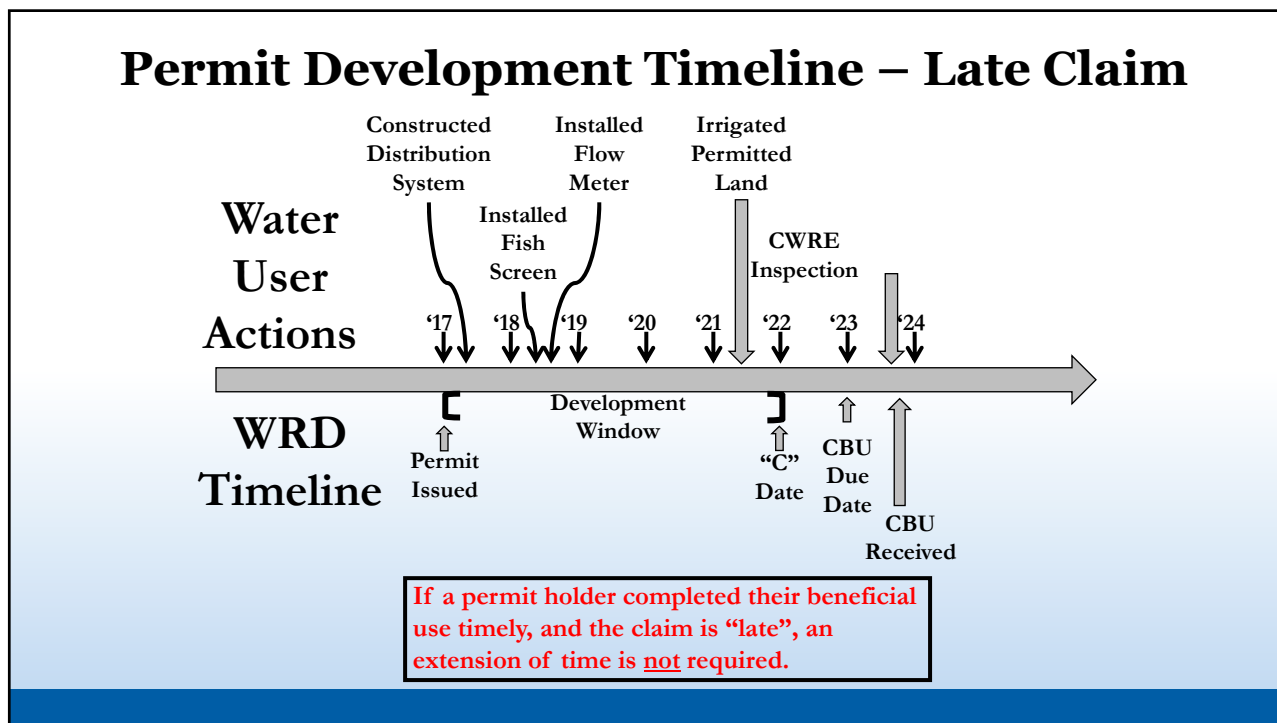 Permit Development Timeline – Late Claim
Constructed
Distribution
System
Installed
Fish
Screen
Installed
Flow
Meter
Irrigated
Permitted
Land
CWRE
Inspection
Water
User
Actions
‘17
‘18
‘19
‘20
‘21
‘22
‘23
‘24
WRD
Timeline
Permit
Issued
Development
Window
“C”
Date
CBU
Due
Date
CBU
Received
If a permit holder completed their beneficial
use timely, and the claim is “late”, an
extension of time is not required.